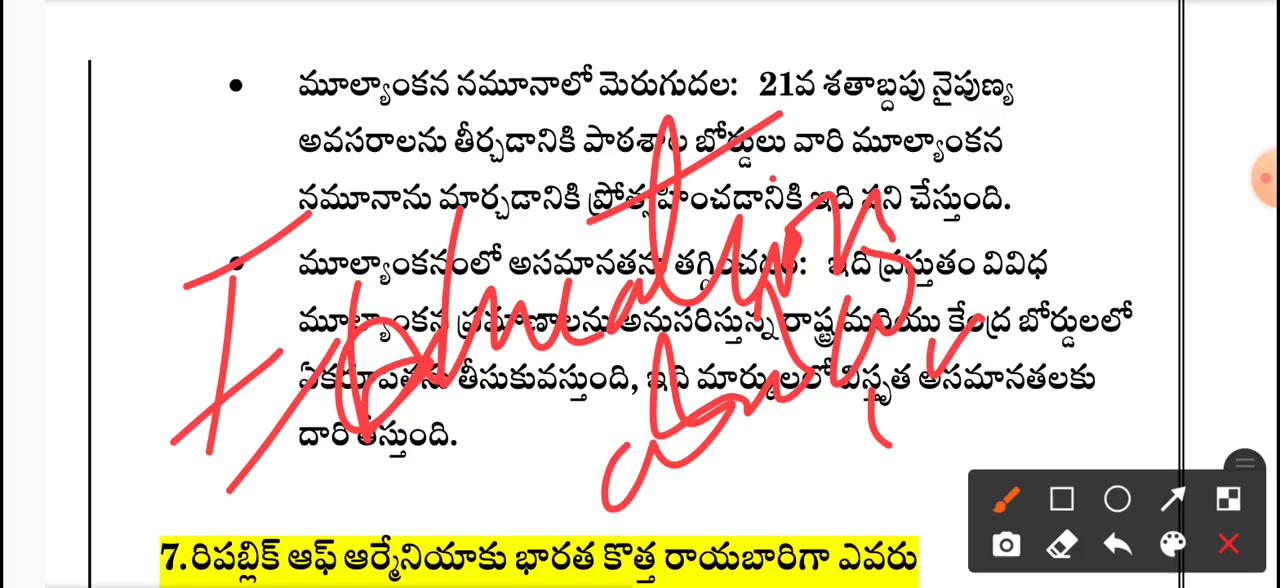 • మూల్యాంకన నమూనాలో మెరుగుదల: 21వ శతాబ్దపు నైపుణ్య
అవసరాలను తీర్చడానికి పాఠశాల బోర్డులు వారి మూల్యాంకన
నమూనాను మార్చడానికి ప్రోత్సహించడానికి ఇది పని చేస్తుంది.
• మూల్యాంకనంలో అసమానతను తగ్గించడం: ఇది ప్రస్తుతం వివిధ
మూల్యాంకన ప్రమాణాలను అనుసరిస్తున్న రాష్ట్ర మరియు కేంద్ర బోర్డులలో
ఏకరూపతను తీసుకువస్తుంది, ఇది మార్కులలో విస్తృత అసమానతలకు
దారి తీస్తుంది.
7.రిపబ్లిక్ ఆఫ్ ఆర్మేనియాకు భారత కొత్త రాయబారిగా ఎవరు